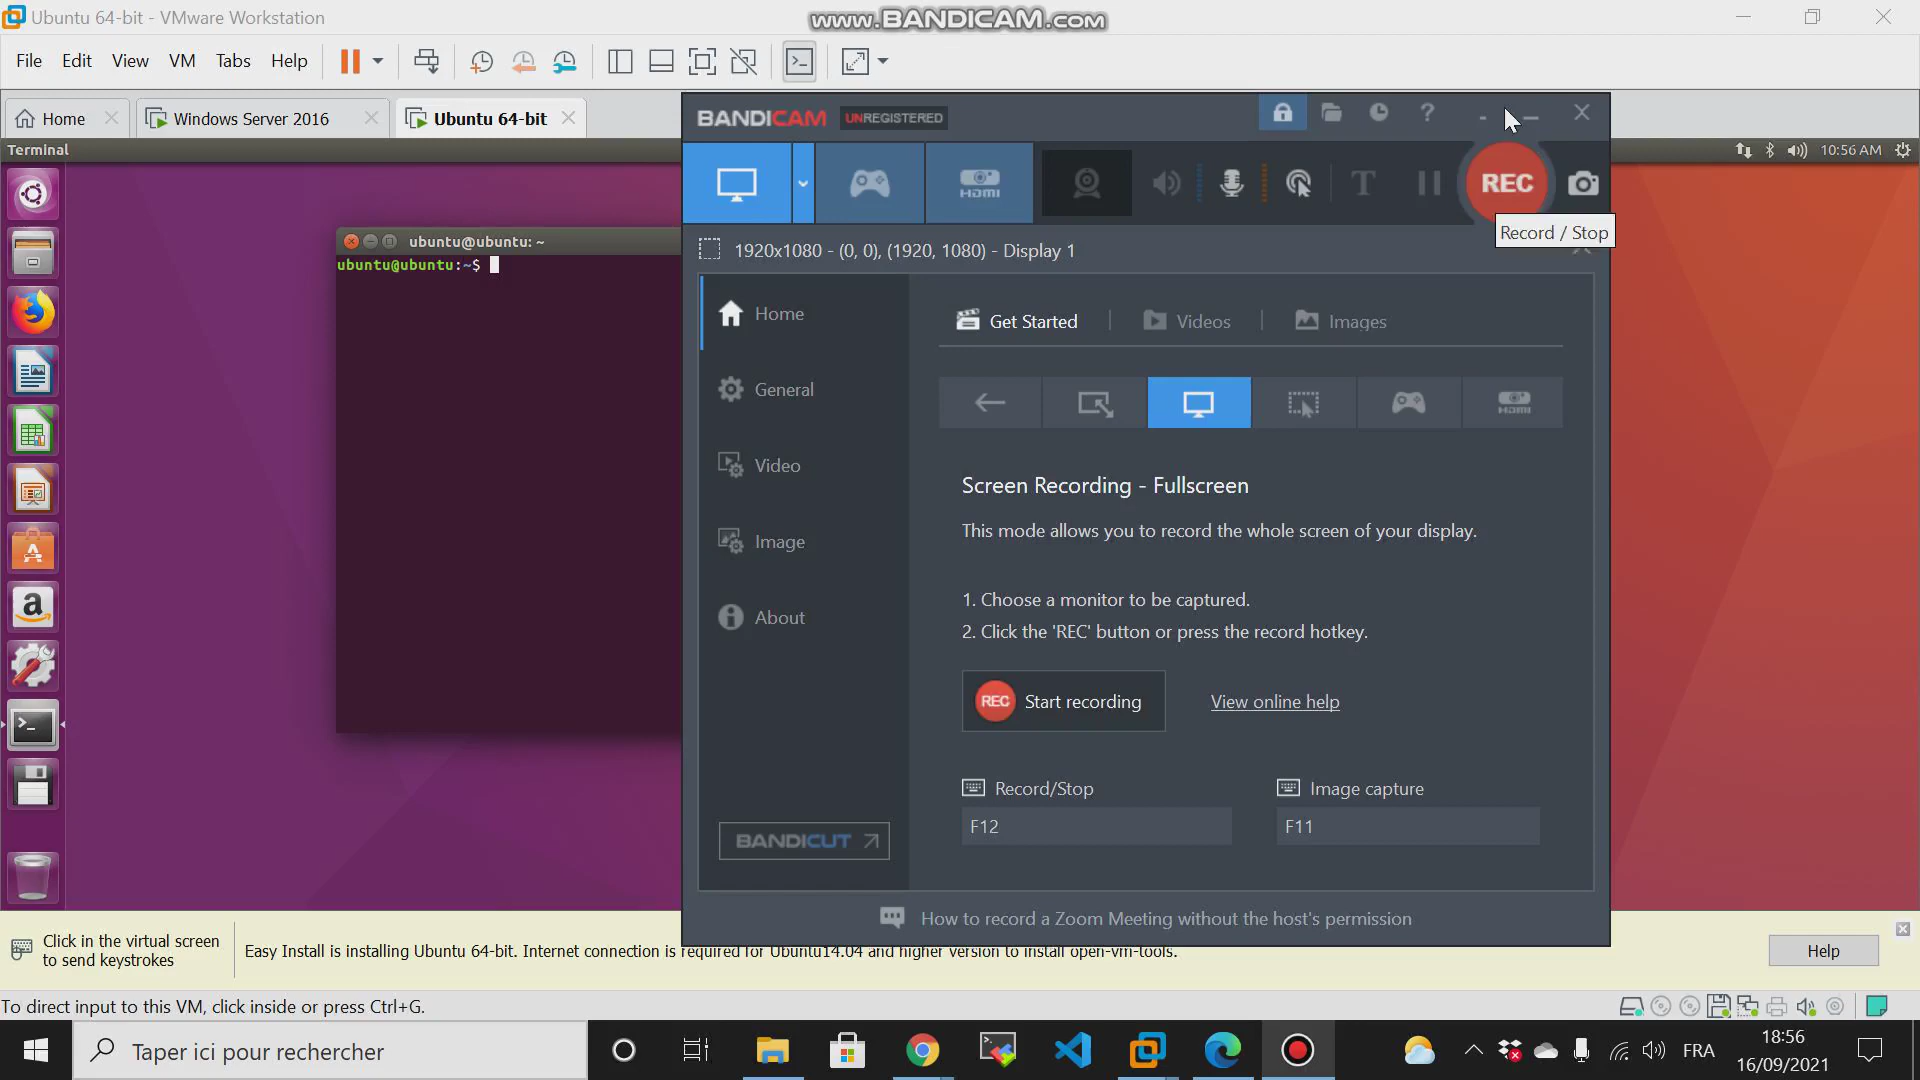 Ubuntu 64-bit - VMware Workstation
www.BANDICAM.com
File Edit View VM Tabs Help
Home
Windows Server 2016
Ubuntu 64-bit
Terminal
10:56 AM
ubuntu@ubuntu: ~
ubuntu@ubuntu:~$
BANDICAM UNREGISTERED
HDMI
T
REC
Record / Stop
1920x1080 - (0, 0), (1920, 1080) - Display 1
Home
General
Video
Image
About
BANDICUT
Get Started
Videos
Images
HDMI
Screen Recording - Fullscreen
This mode allows you to record the whole screen of your display.
1. Choose a monitor to be captured.
2. Click the 'REC' button or press the record hotkey.
REC Start recording
View online help
Record/Stop
Image capture
F12
F11
How to record a Zoom Meeting without the host's permission
Click in the virtual screen
to send keystrokes
Easy Install is installing Ubuntu 64-bit. Internet connection is required for Ubuntu14.04 and higher version to install open-vm-tools.
Help
To direct input to this VM, click inside or press Ctrl+G.
Taper ici pour rechercher
FRA
18:56
16/09/2021